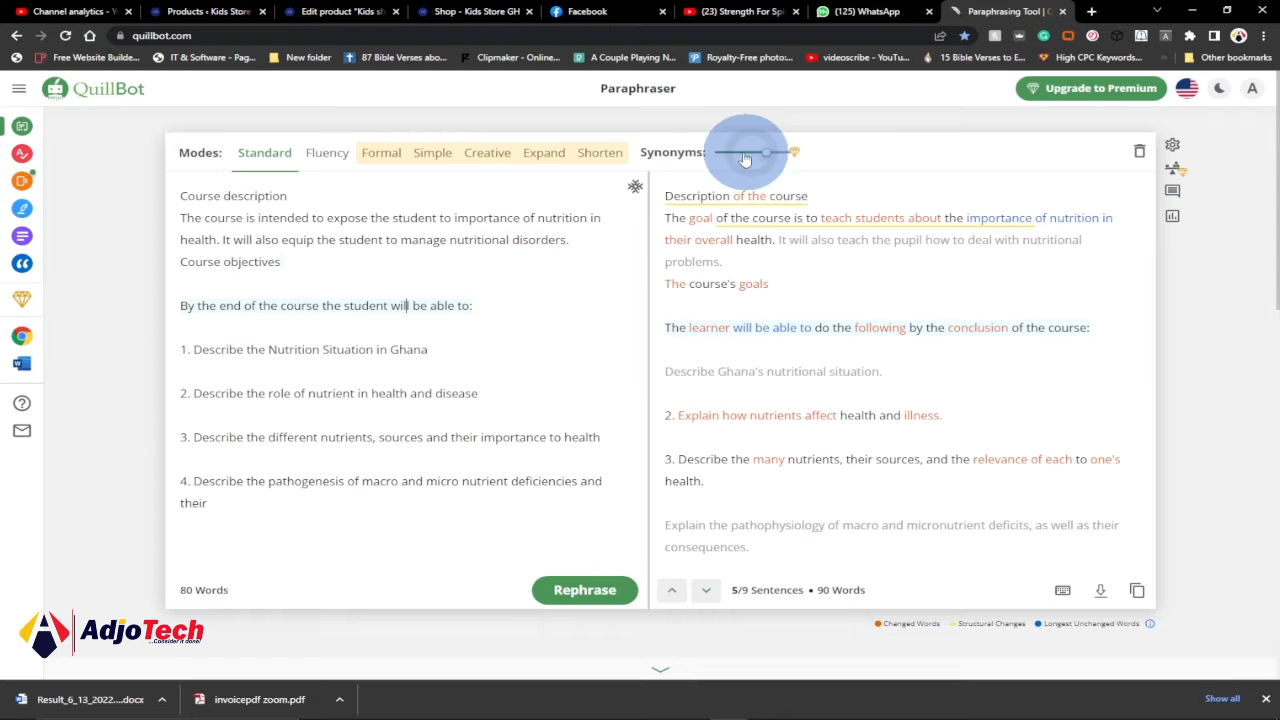 Channel analytics - Y
Products ‹ Kids Store
Edit product "Kids sh
Shop - Kids Store GH
Facebook
(23) Strength For Sp
(125) WhatsApp
Paraphrasing Tool | C
quillbot.com
Free Website Builde...
IT & Software - Pag...
87 Bible Verses abo...
Clipmaker - Online...
A Couple Playing N...
Royalty-Free photo:...
videoscribe - YouTu...
15 Bible Verses to E...
High CPC Keywords...
Other bookmarks
QuillBot
Paraphraser
Upgrade to Premium
A
Modes: Standard Fluency Formal Simple Creative Expand Shorten Synonyms:
Course description
The course is intended to expose the student to importance of nutrition in
health. It will also equip the student to manage nutritional disorders.
Course objectives
By the end of the course the student will be able to:
1. Describe the Nutrition Situation in Ghana
2. Describe the role of nutrient in health and disease
3. Describe the different nutrients, sources and their importance to health
4. Describe the pathogenesis of macro and micro nutrient deficiencies and
their
80 Words
Rephrase
Description of the course
The goal of the course is to teach students about the importance of nutrition in
their overall health. It will also teach the pupil how to deal with nutritional
problems.
The course's goals
The learner will be able to do the following by the conclusion of the course:
Describe Ghana's nutritional situation.
2. Explain how nutrients affect health and illness.
3. Describe the many nutrients, their sources, and the relevance of each to one's
health.
Explain the pathophysiology of macro and micronutrient deficits, as well as their
consequences.
5/9 Sentences • 90 Words
Changed Words
Structural Changes
Longest Unchanged Words
AdjoTech
...Consider it done!
Result_6_13_2022....docx
invoicepdf zoom.pdf
Show all